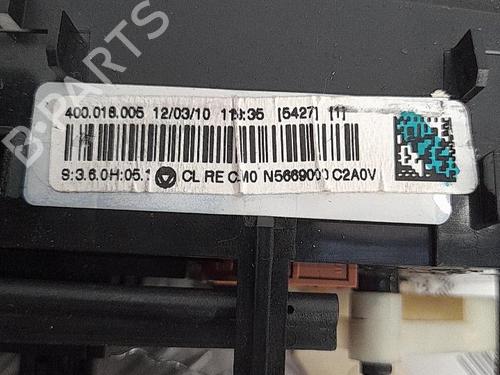 B-PARTS
400.018.005 12/03/10 11:35 [5427] [1]
S:3.6.0H:05.1 CL RE CM0 N5669000 C2A0V